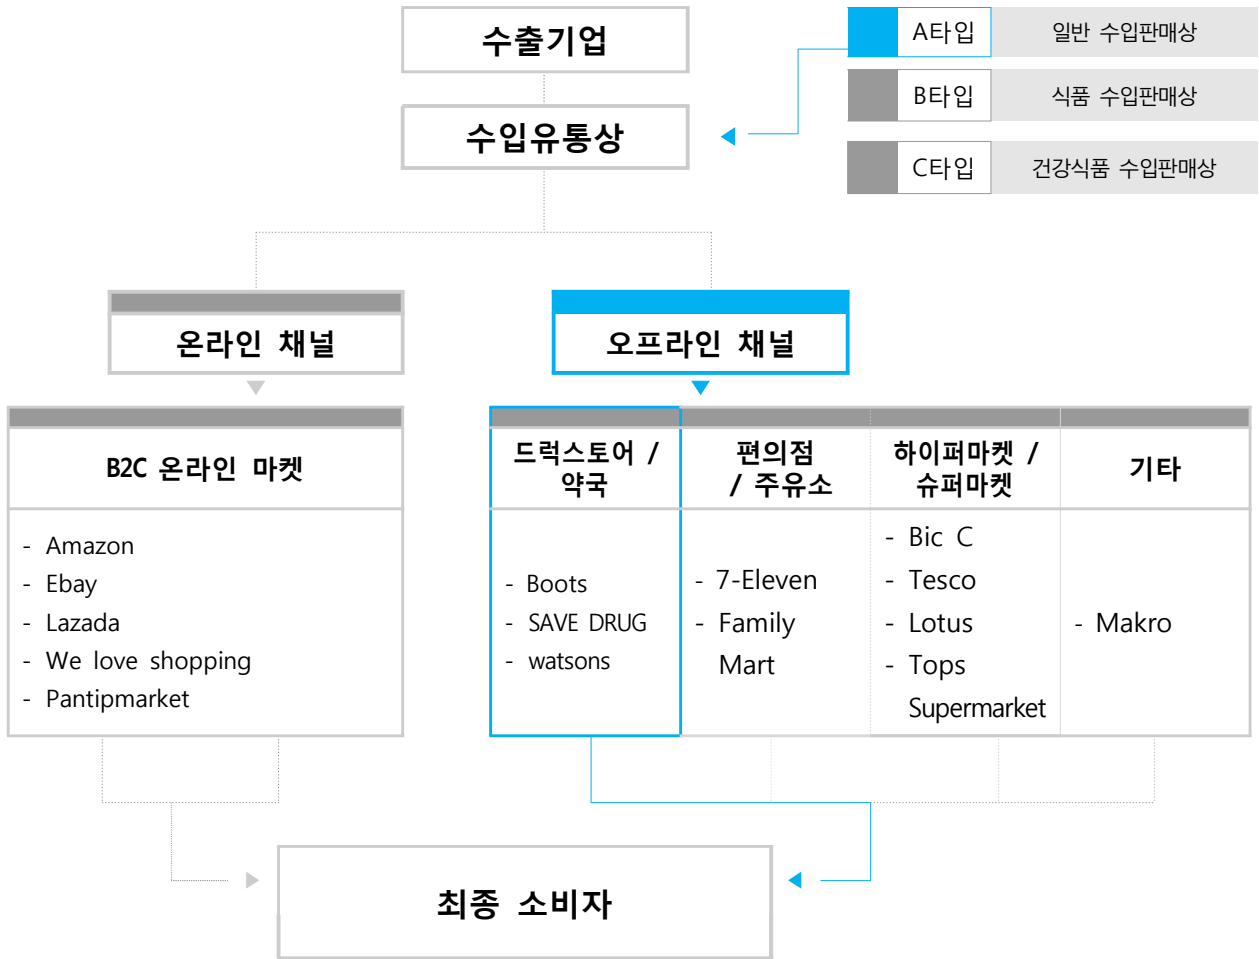 수출기업
수입유통상
A타입 일반 수입판매상
B타입 식품 수입판매상
C타입 건강식품 수입판매상
온라인 채널
오프라인 채널
B2C 온라인 마켓
- Amazon
- Ebay
- Lazada
- We love shopping
- Pantipmarket
드럭스토어 /
약국
- Boots
- SAVE DRUG
- watsons
편의점
/ 주유소
- 7-Eleven
- Family
Mart
하이퍼마켓 /
슈퍼마켓
- Bic C
- Tesco
- Lotus
- Tops
Supermarket
기타
- Makro
최종 소비자